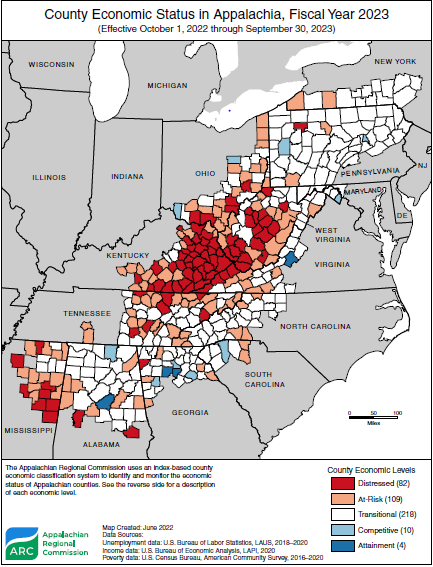 County Economic Status in Appalachia, Fiscal Year 2023
(Effective October 1, 2022 through September 30, 2023)
WISCONSIN
NEW YORK
MICHIGAN
PENNSYLVANIA
NJ
OHIO
ILLINOIS
INDIANA
MARYLAND
DE
WEST
VIRGINIA
KENTUCKY
VIRGINIA
TENNESSEE
NORTH CAROLINA
SOUTH
CAROLINA
MISSISSIPPI
ALABAMA
GEORGIA
0 50 100
Miles
The Appalachian Regional Commission uses an index-based county
economic classification system to identify and monitor the economic
status of Appalachian counties. See the reverse side for a description
of each economic level.
County Economic Levels
Distressed (82)
At-Risk (109)
Transitional (218)
Competitive (10)
Attainment (4)
ARC
Appalachian
Regional
Commission
Map Created: June 2022
Data Sources:
Unemployment data: U.S. Bureau of Labor Statistics, LAUS, 2018–2020
Income data: U.S. Bureau of Economic Analysis, LAPI, 2020
Poverty data: U.S. Census Bureau, American Community Survey, 2016–2020